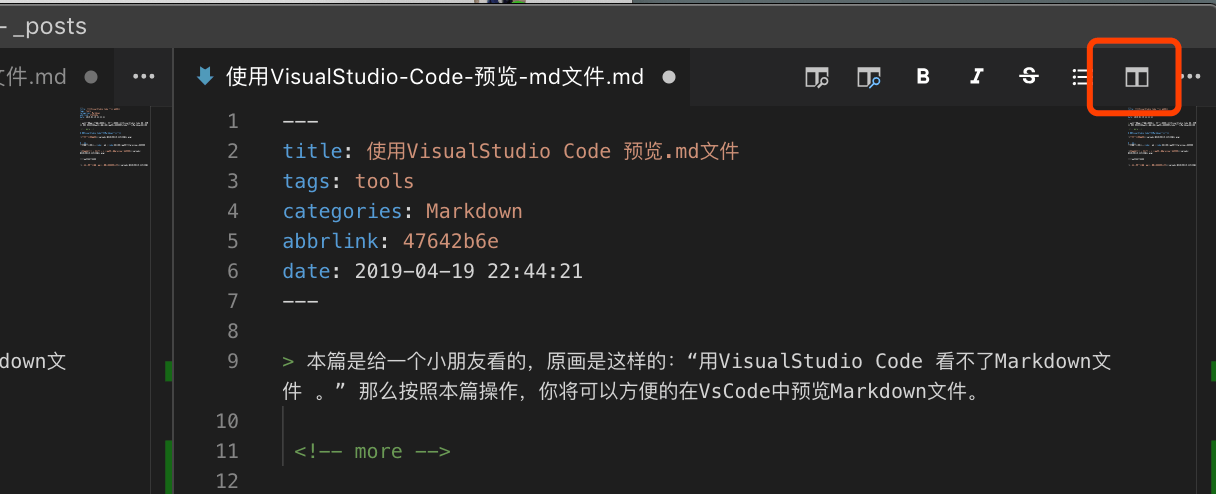 - _posts
文件.md ● ···
使用VisualStudio-Code-预览-md文件.md ● B I S ···
1 ---
2 title: 使用VisualStudio Code 预览.md文件
3 tags: tools
4 categories: Markdown
5 abbrlink: 47642b6e
6 date: 2019-04-19 22:44:21
7 ---
8
9 > 本篇是给一个小朋友看的，原画是这样的：“用VisualStudio Code 看不了Markdown文
件 。” 那么按照本篇操作，你将可以方便的在VsCode中预览Markdown文件。
10
11 <!-- more -->
12
down文